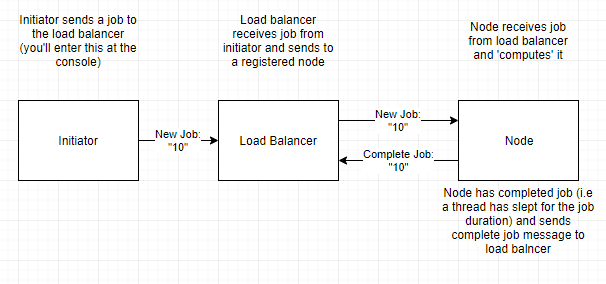 Initiator sends a job to
the load balancer
(you'll enter this at the
console)
Load balancer
receives job from
initiator and sends to
a registered node
Node receives job
from load balancer
and 'computes' it
Initiator
New Job:
"10"
Load Balancer
New Job:
"10"
Complete Job:
"10"
Node
Node has completed job (i.e
a thread has slept for the job
duration) and sends
complete job message to
load balncer